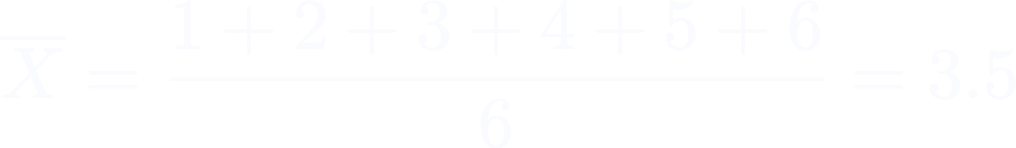 X̅ = (1 + 2 + 3 + 4 + 5 + 6) / 6 = 3.5